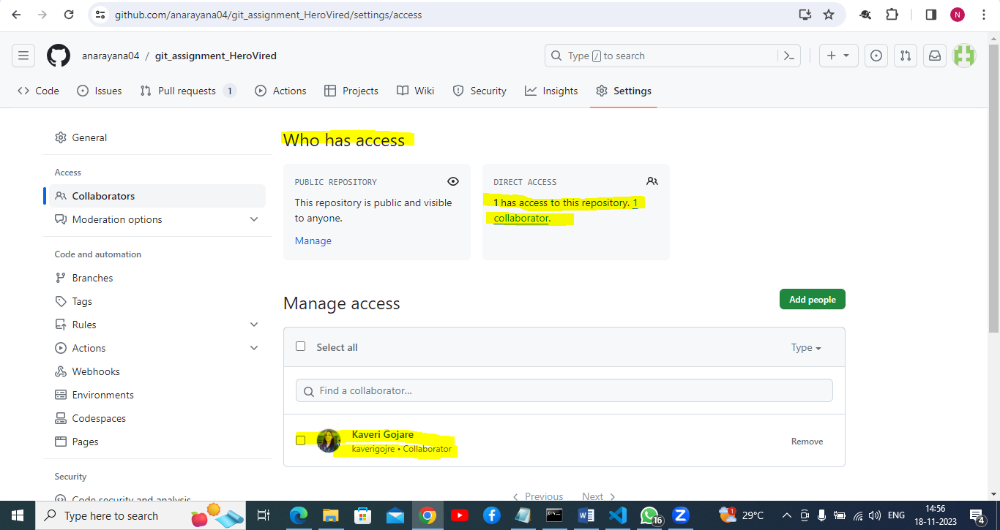 github.com/anarayana04/git_assignment_HeroVired/settings/access
N
anarayana04 / git_assignment_HeroVired
Type / to search
Code
Issues
Pull requests 1
Actions
Projects
Wiki
Security
Insights
Settings
General
Access
Collaborators
Moderation options
Code and automation
Branches
Tags
Rules
Actions
Webhooks
Environments
Codespaces
Pages
Security
Code security and analysis
Who has access
PUBLIC REPOSITORY
This repository is public and visible
to anyone.
Manage
DIRECT ACCESS
1 has access to this repository. 1
collaborator.
Manage access
Add people
Select all
Type
Find a collaborator...
Kaveri Gojare
kaverigojre • Collaborator
Remove
Previous
Next
Type here to search
16
1
29°C
ENG
14:56
18-11-2023
4